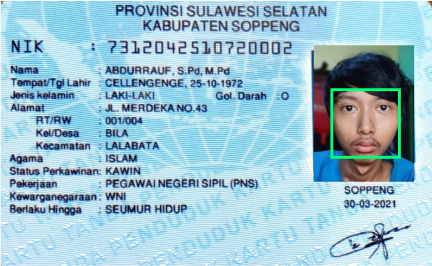 PROVINSI SULAWESI SELATAN
KABUPATEN SOPPENG
NIK : 7312042510720002
Nama : ABDURRAUF, S.Pd, M.Pd
Tempat/Tgl Lahir : CELLENGENGE, 25-10-1972
Jenis kelamin : LAKI-LAKI Gol. Darah : O
Alamat : JL. MERDEKA NO.43
RT/RW : 001/004
Kel/Desa : BILA
Kecamatan : LALABATA
Agama : ISLAM
Status Perkawinan: KAWIN
Pekerjaan : PEGAWAI NEGERI SIPIL (PNS)
Kewarganegaraan : WNI
Berlaku Hingga : SEUMUR HIDUP
SOPPENG
30-03-2021